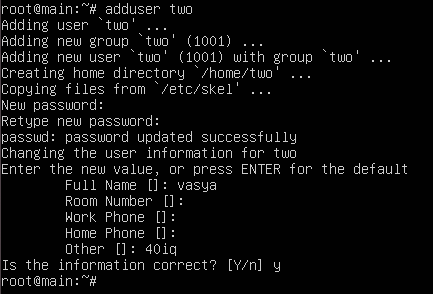 root@main:~# adduser two
Adding user `two' ...
Adding new group `two' (1001) ...
Adding new user `two' (1001) with group `two' ...
Creating home directory `/home/two' ...
Copying files from `/etc/skel' ...
New password:
Retype new password:
passwd: password updated successfully
Changing the user information for two
Enter the new value, or press ENTER for the default
Full Name []: vasya
Room Number []:
Work Phone []:
Home Phone []:
Other []: 40iq
Is the information correct? [Y/n] y
root@main:~#